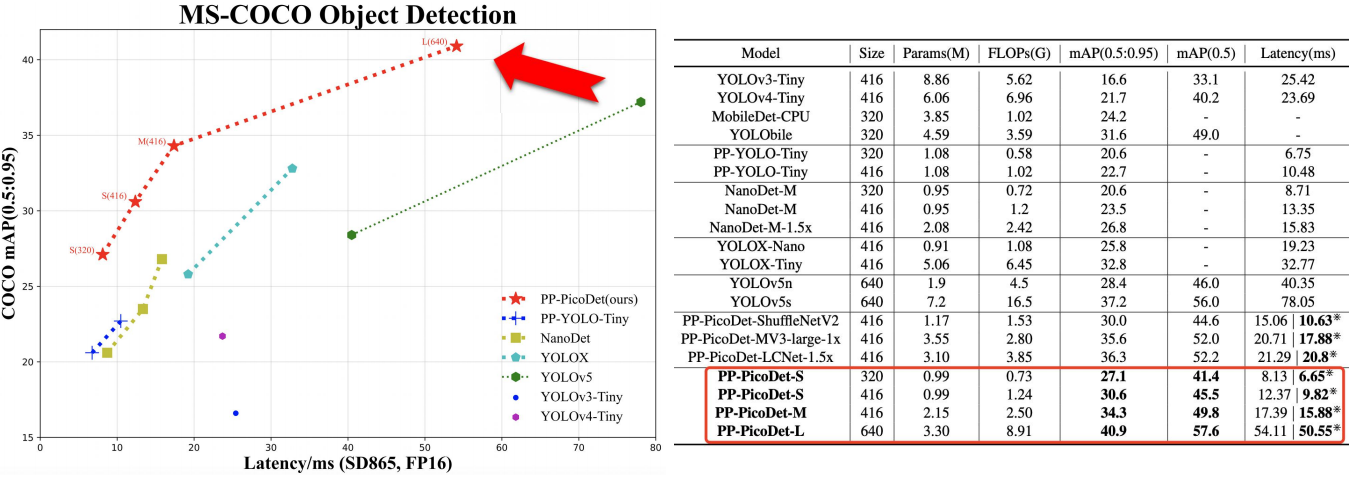 MS-COCO Object Detection
COCO mAP(0.5:0.95)
40
35
30
25
20
15
L(640)
M(416)
S(416)
S(320)
PP-PicoDet(ours)
PP-YOLO-Tiny
NanoDet
YOLOX
YOLOv5
YOLOv3-Tiny
YOLOv4-Tiny
0 10 20 30 40 50 60 70 80
Latency/ms (SD865, FP16)
Model Size Params(M) FLOPs(G) mAP(0.5:0.95) mAP(0.5) Latency(ms)
YOLOv3-Tiny 416 8.86 5.62 16.6 33.1 25.42
YOLOv4-Tiny 416 6.06 6.96 21.7 40.2 23.69
MobileDet-CPU 320 3.85 1.02 24.2 - -
YOLObile 320 4.59 3.59 31.6 49.0 -
PP-YOLO-Tiny 320 1.08 0.58 20.6 - 6.75
PP-YOLO-Tiny 416 1.08 1.02 22.7 - 10.48
NanoDet-M 320 0.95 0.72 20.6 - 8.71
NanoDet-M 416 0.95 1.2 23.5 - 13.35
NanoDet-M-1.5x 416 2.08 2.42 26.8 - 15.83
YOLOX-Nano 416 0.91 1.08 25.8 - 19.23
YOLOX-Tiny 416 5.06 6.45 32.8 - 32.77
YOLOv5n 640 1.9 4.5 28.4 46.0 40.35
YOLOv5s 640 7.2 16.5 37.2 56.0 78.05
PP-PicoDet-ShuffleNetV2 416 1.17 1.53 30.0 44.6 15.06 | 10.63※
PP-PicoDet-MV3-large-1x 416 3.55 2.80 35.6 52.0 20.71 | 17.88※
PP-PicoDet-LCNet-1.5x 416 3.10 3.85 36.3 52.2 21.29 | 20.8※
PP-PicoDet-S 320 0.99 0.73 27.1 41.4 8.13 | 6.65※
PP-PicoDet-S 416 0.99 1.24 30.6 45.5 12.37 | 9.82※
PP-PicoDet-M 416 2.15 2.50 34.3 49.8 17.39 | 15.88※
PP-PicoDet-L 640 3.30 8.91 40.9 57.6 54.11 | 50.55※